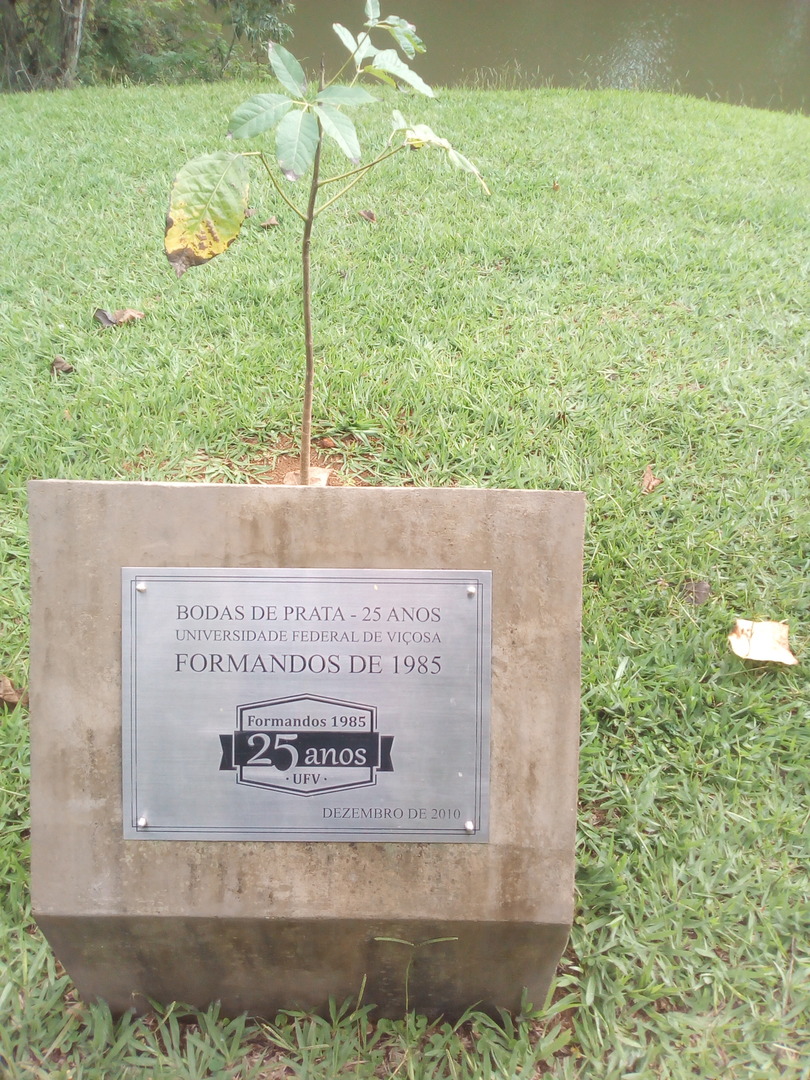 BODAS DE PRATA - 25 ANOS
UNIVERSIDADE FEDERAL DE VIÇOSA
FORMANDOS DE 1985
Formandos 1985
25 anos
· UFV ·
DEZEMBRO DE 2010